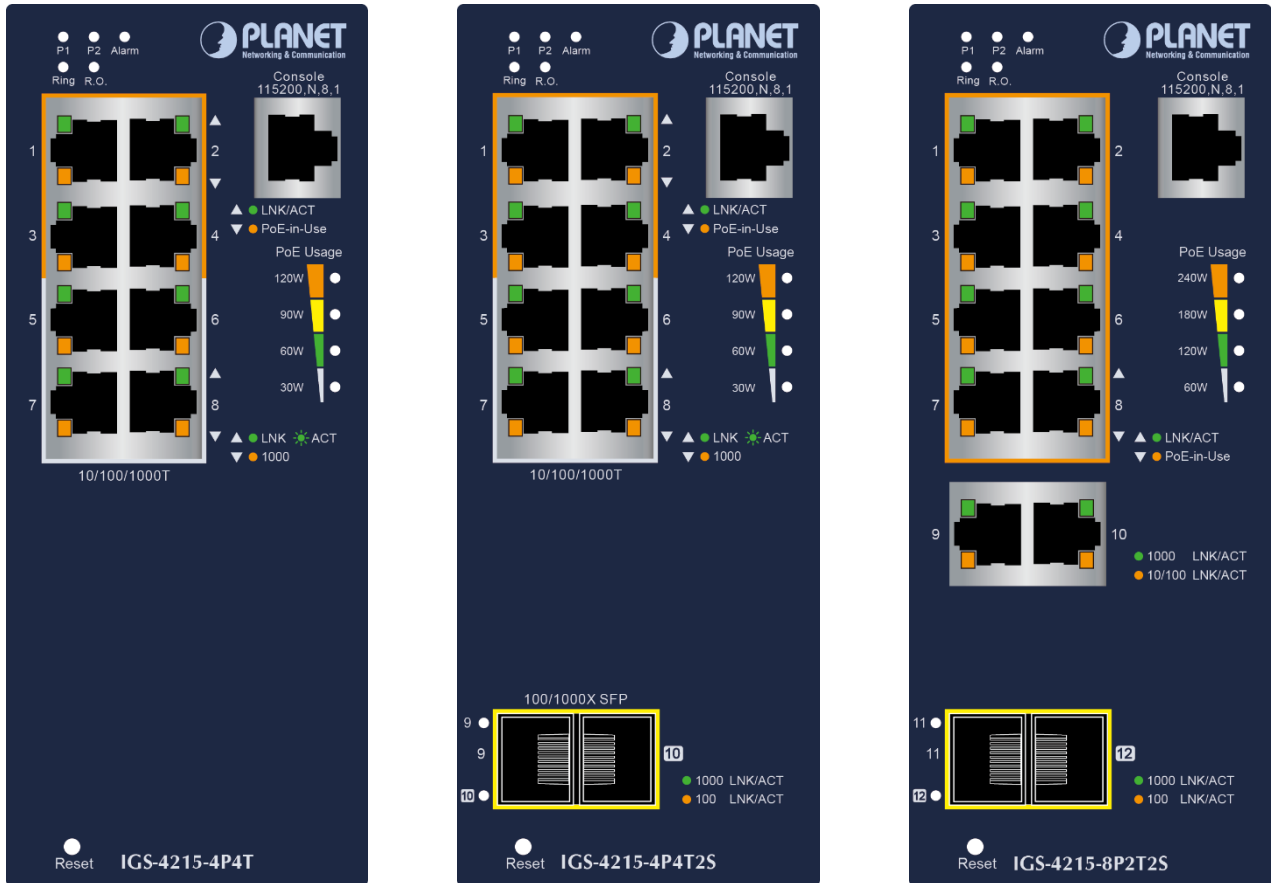 P1 P2 Alarm
PLANET
Networking & Communication
Ring R.O.
Console
115200,N,8,1
1 2
LNK/ACT
3 4
PoE-in-Use
PoE Usage
120W
90W
5 6
60W
30W
7 8
LNK ACT
1000
10/100/1000T
Reset IGS-4215-4P4T
P1 P2 Alarm
PLANET
Networking & Communication
Ring R.O.
Console
115200,N,8,1
1 2
LNK/ACT
3 4
PoE-in-Use
PoE Usage
120W
90W
5 6
60W
30W
7 8
LNK ACT
1000
10/100/1000T
100/1000X SFP
9
9 10
1000 LNK/ACT
10 100 LNK/ACT
Reset IGS-4215-4P4T2S
P1 P2 Alarm
PLANET
Networking & Communication
Ring R.O.
Console
115200,N,8,1
1 2
3 4
PoE Usage
240W
180W
5 6
120W
60W
7 8
LNK/ACT
PoE-in-Use
9 10
1000 LNK/ACT
10/100 LNK/ACT
11
11 12
1000 LNK/ACT
12 100 LNK/ACT
Reset IGS-4215-8P2T2S